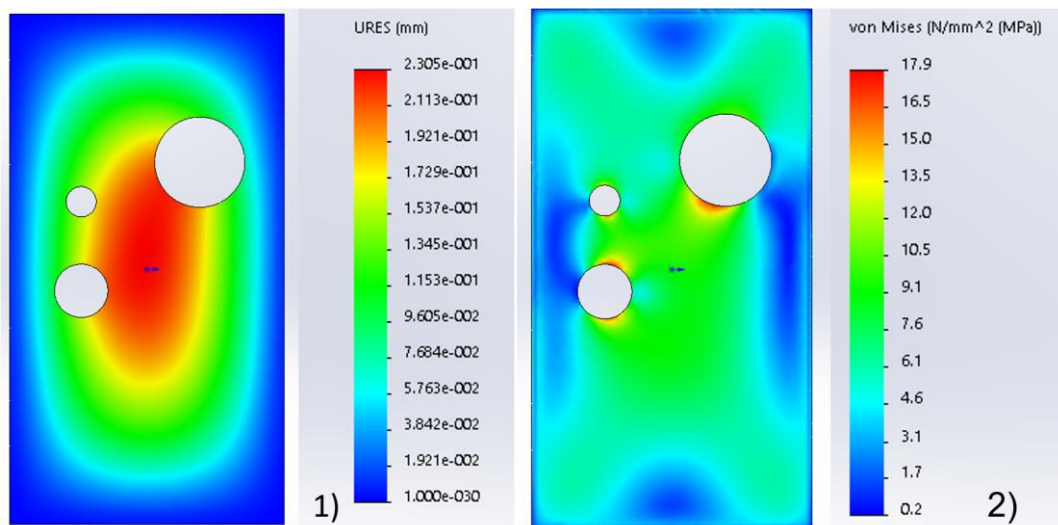 URES (mm)
2.305e-001
2.113e-001
1.921e-001
1.729e-001
1.537e-001
1.345e-001
1.153e-001
9.605e-002
7.684e-002
5.763e-002
3.842e-002
1.921e-002
1.000e-030
1)
von Mises (N/mm^2 (MPa))
17.9
16.5
15.0
13.5
12.0
10.5
9.1
7.6
6.1
4.6
3.1
1.7
0.2
2)